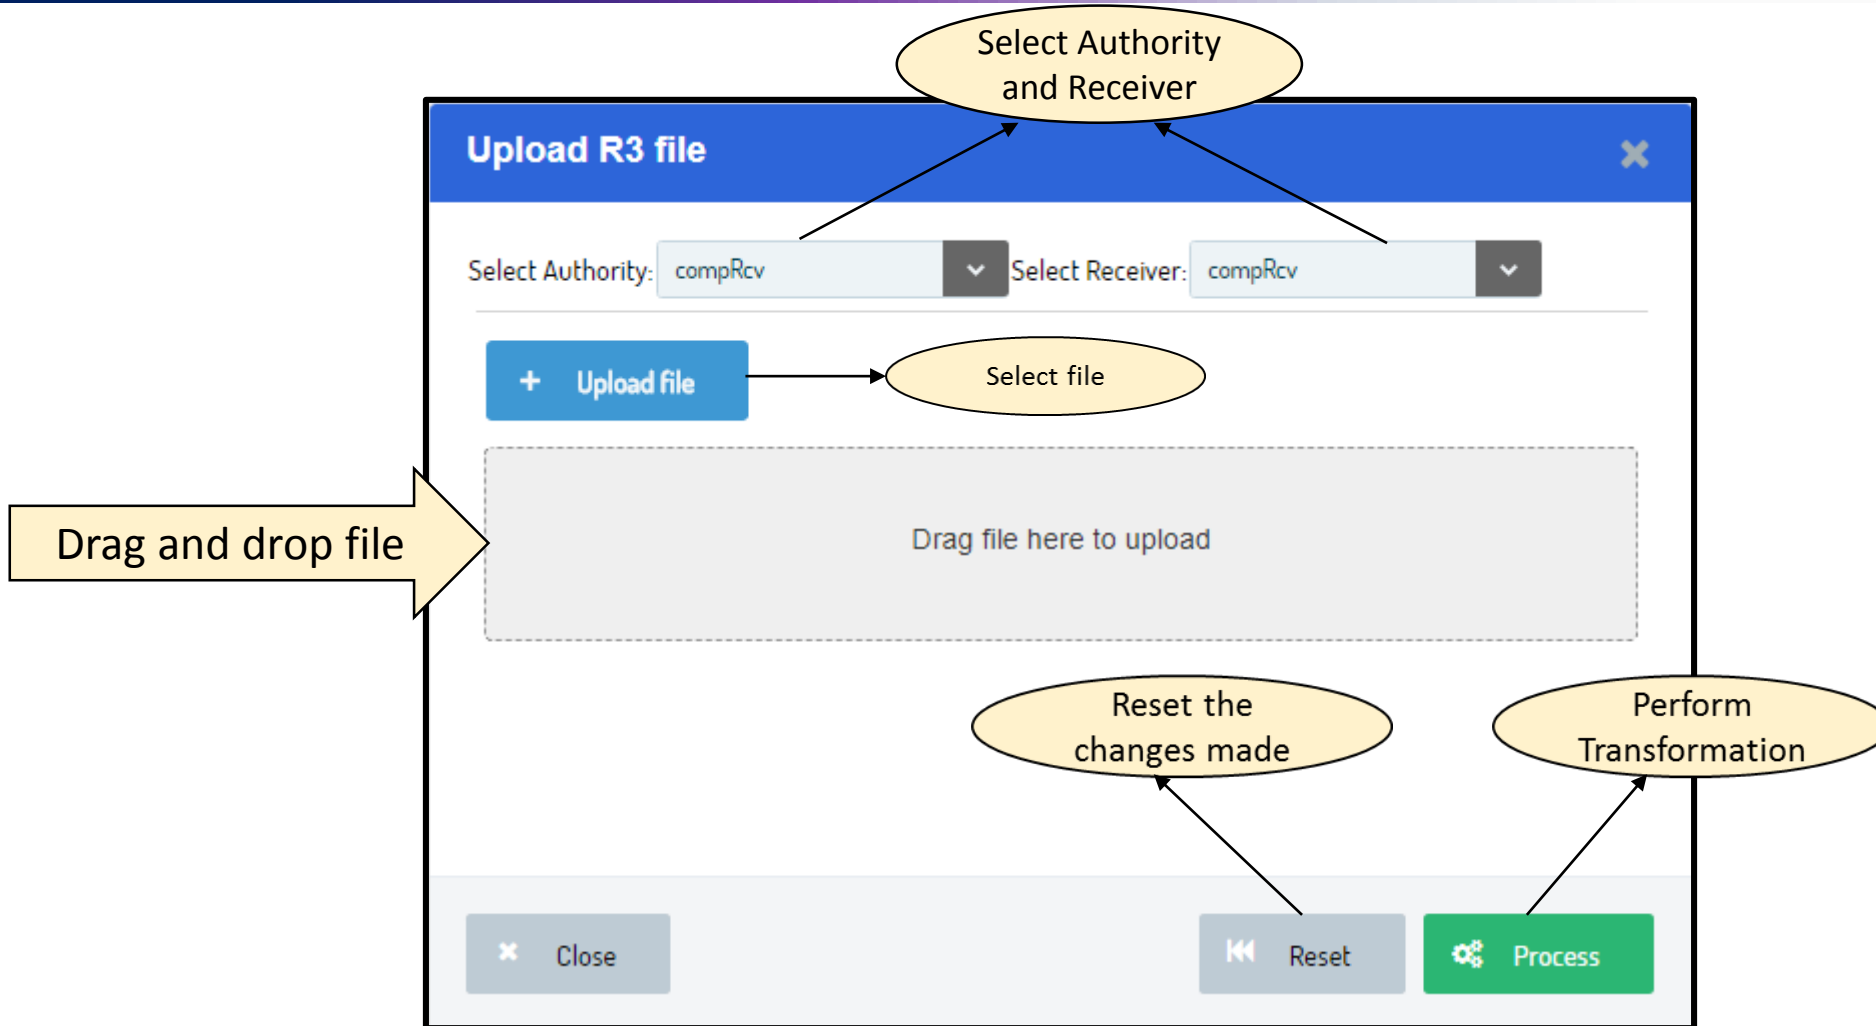 Select Authority
and Receiver
Upload R3 file
Select Authority: compRcv Select Receiver: compRcv
+ Upload file
Select file
Drag and drop file
Drag file here to upload
Reset the
changes made
Perform
Transformation
Close
Reset
Process